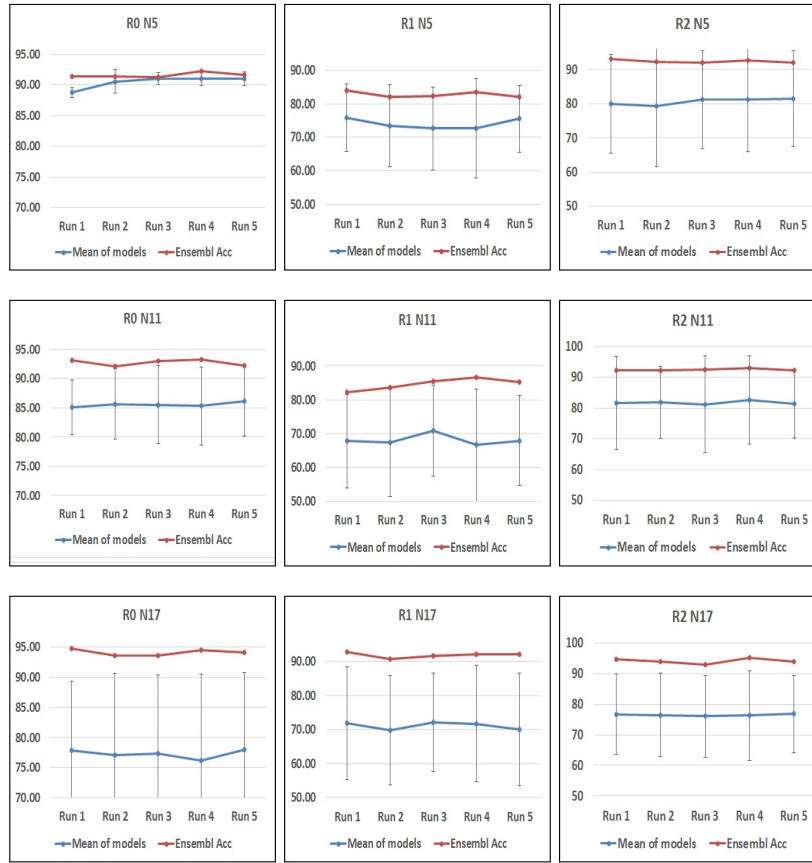 R0 N5
95.00
90.00
85.00
80.00
75.00
70.00
Run 1 Run 2 Run 3 Run 4 Run 5
Mean of models Ensembl Acc
R1 N5
90.00
80.00
70.00
60.00
50.00
Run 1 Run 2 Run 3 Run 4 Run 5
Mean of models Ensembl Acc
R2 N5
90
80
70
60
50
Run 1 Run 2 Run 3 Run 4 Run 5
Mean of models Ensembl Acc
R0 N11
95.00
90.00
85.00
80.00
75.00
70.00
Run 1 Run 2 Run 3 Run 4 Run 5
Mean of models Ensembl Acc
R1 N11
90.00
80.00
70.00
60.00
50.00
Run 1 Run 2 Run 3 Run 4 Run 5
Mean of models Ensembl Acc
R2 N11
100
90
80
70
60
50
Run 1 Run 2 Run 3 Run 4 Run 5
Mean of models Ensembl Acc
R0 N17
95.00
90.00
85.00
80.00
75.00
70.00
Run 1 Run 2 Run 3 Run 4 Run 5
Mean of models Ensembl Acc
R1 N17
90.00
80.00
70.00
60.00
50.00
Run 1 Run 2 Run 3 Run 4 Run 5
Mean of models Ensembl Acc
R2 N17
100
90
80
70
60
50
Run 1 Run 2 Run 3 Run 4 Run 5
Mean of models Ensembl Acc